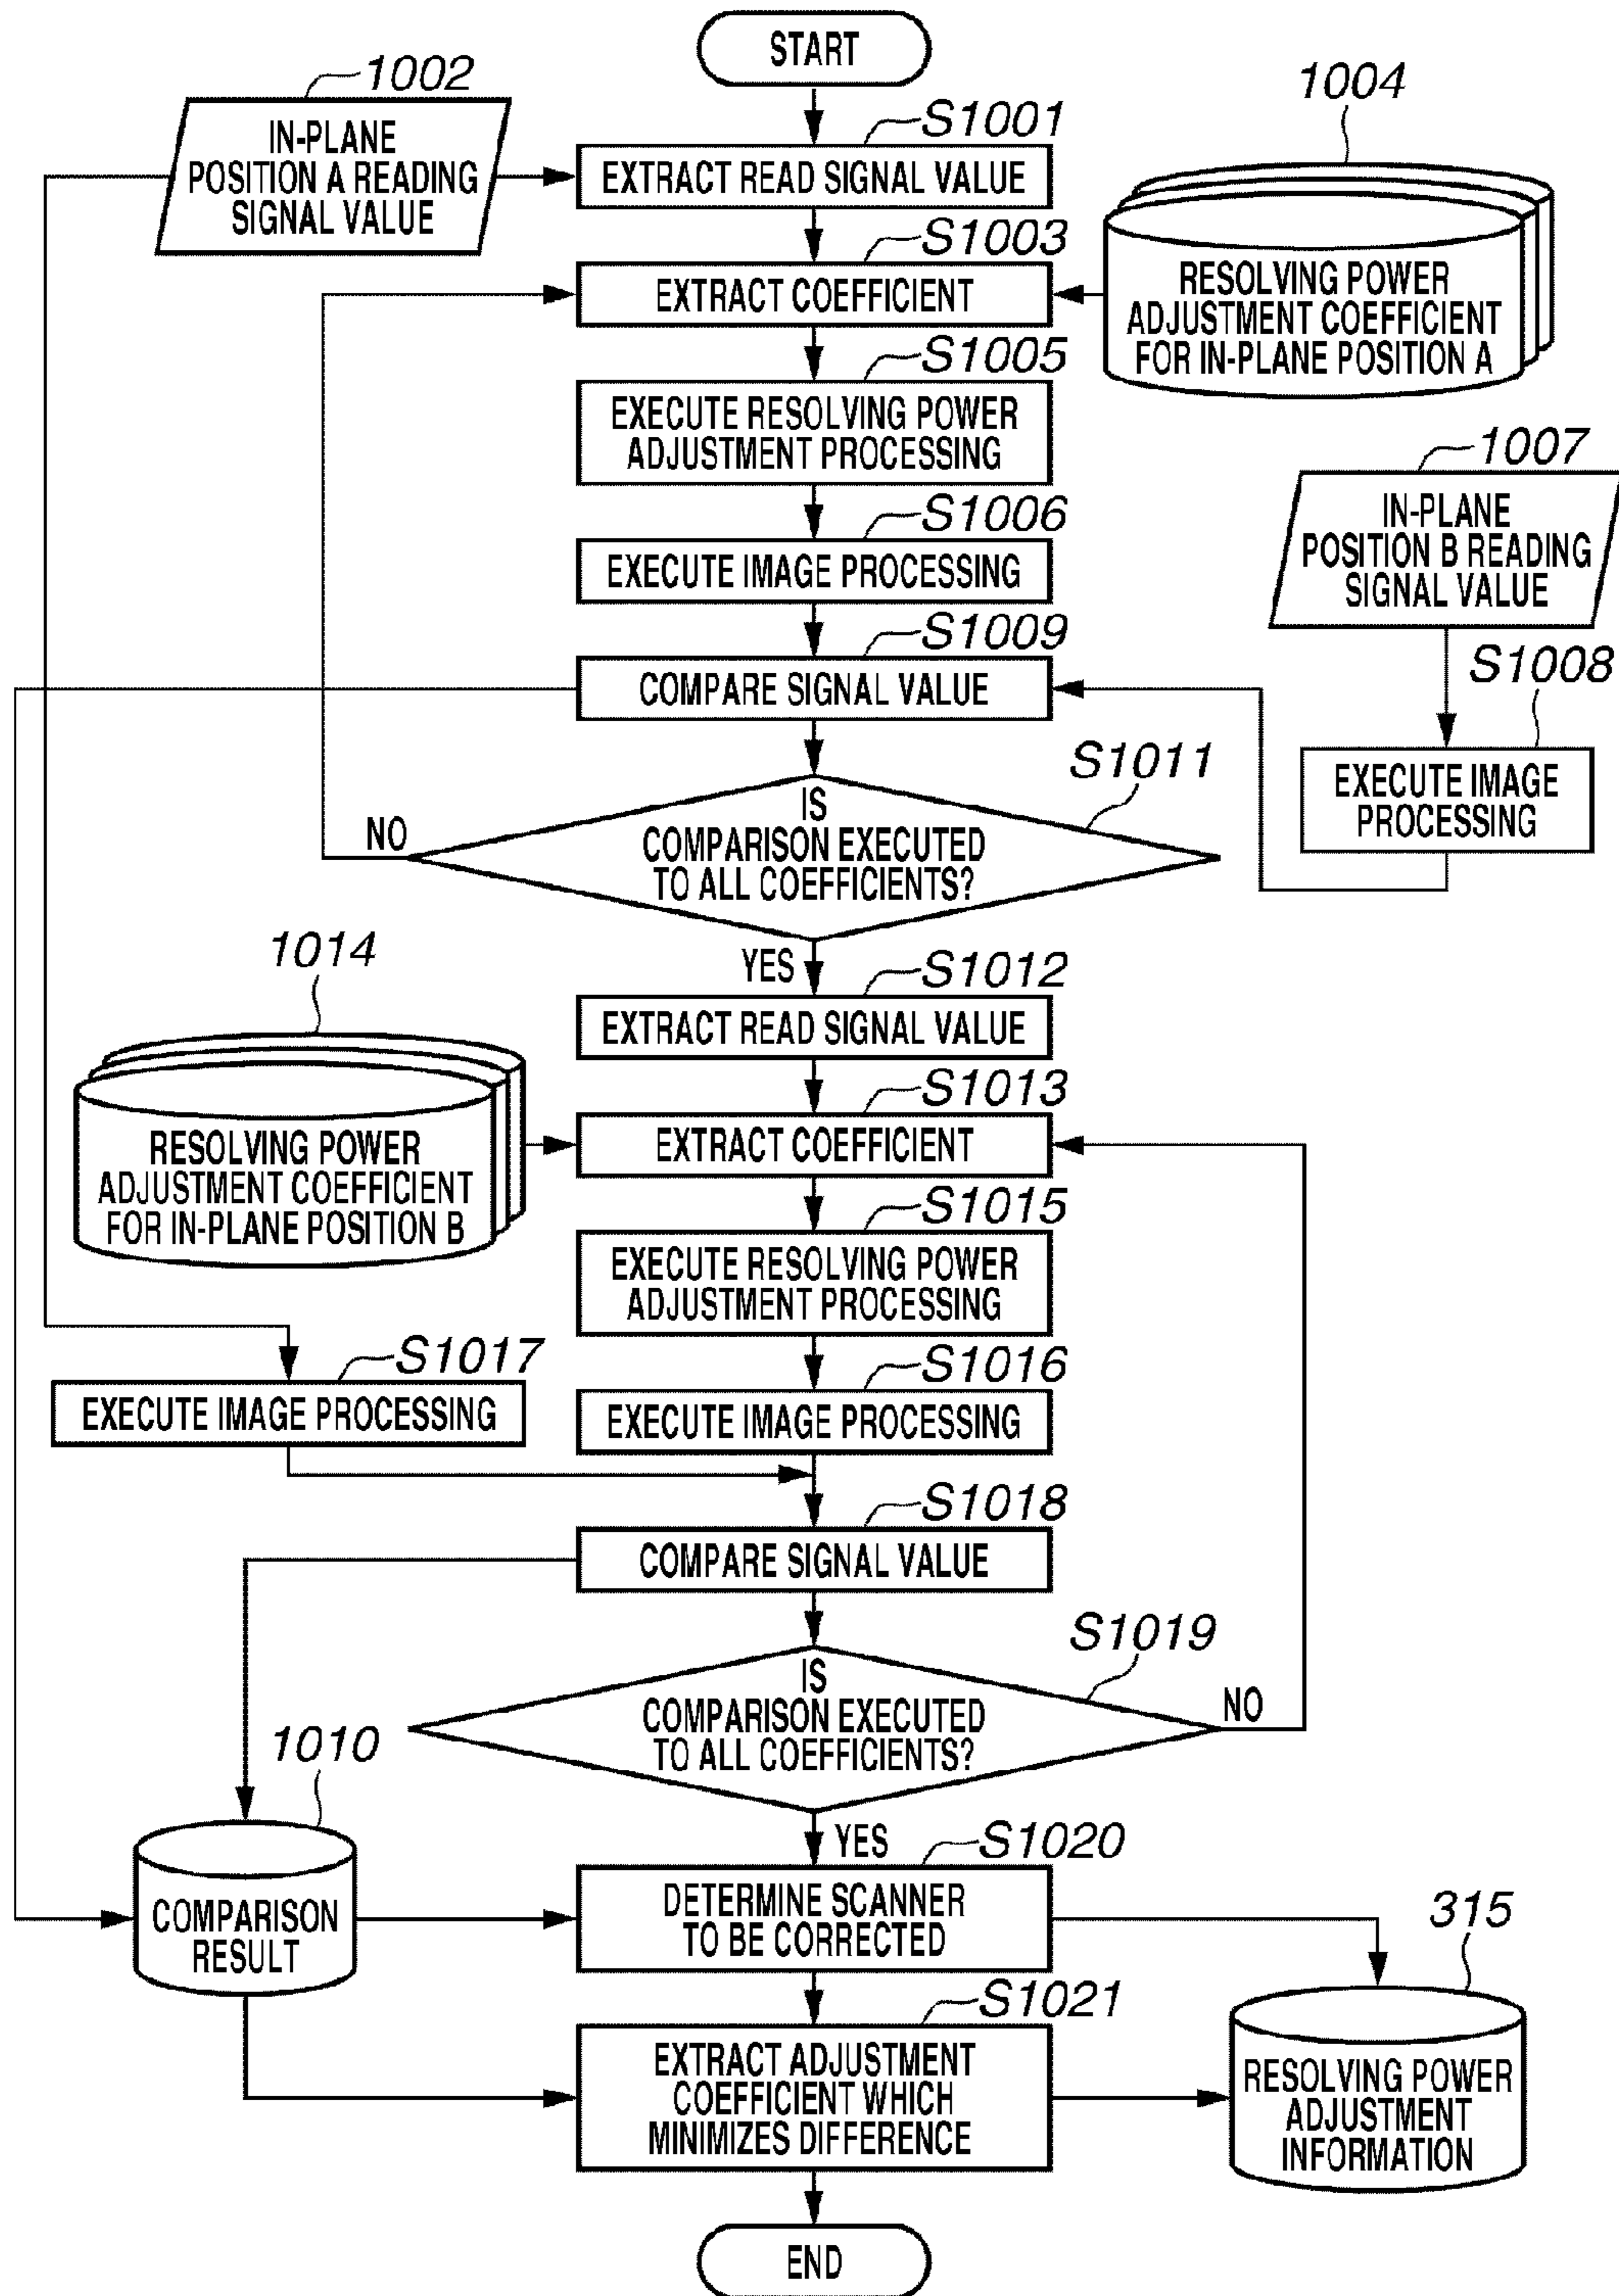 START
1002
IN-PLANE
POSITION A READING
SIGNAL VALUE
S1001
EXTRACT READ SIGNAL VALUE
1004
RESOLVING POWER
ADJUSTMENT COEFFICIENT
FOR IN-PLANE POSITION A
S1003
EXTRACT COEFFICIENT
S1005
EXECUTE RESOLVING POWER
ADJUSTMENT PROCESSING
S1006
EXECUTE IMAGE PROCESSING
1007
IN-PLANE
POSITION B READING
SIGNAL VALUE
S1008
EXECUTE IMAGE
PROCESSING
S1009
COMPARE SIGNAL VALUE
S1011
IS
COMPARISON EXECUTED
TO ALL COEFFICIENTS?
NO
YES
S1012
EXTRACT READ SIGNAL VALUE
1014
RESOLVING POWER
ADJUSTMENT COEFFICIENT
FOR IN-PLANE POSITION B
S1013
EXTRACT COEFFICIENT
S1015
EXECUTE RESOLVING POWER
ADJUSTMENT PROCESSING
S1017
EXECUTE IMAGE PROCESSING
S1016
EXECUTE IMAGE PROCESSING
S1018
COMPARE SIGNAL VALUE
S1019
IS
COMPARISON EXECUTED
TO ALL COEFFICIENTS?
NO
YES
1010
COMPARISON
RESULT
S1020
DETERMINE SCANNER
TO BE CORRECTED
315
RESOLVING POWER
ADJUSTMENT
INFORMATION
S1021
EXTRACT ADJUSTMENT
COEFFICIENT WHICH
MINIMIZES DIFFERENCE
END